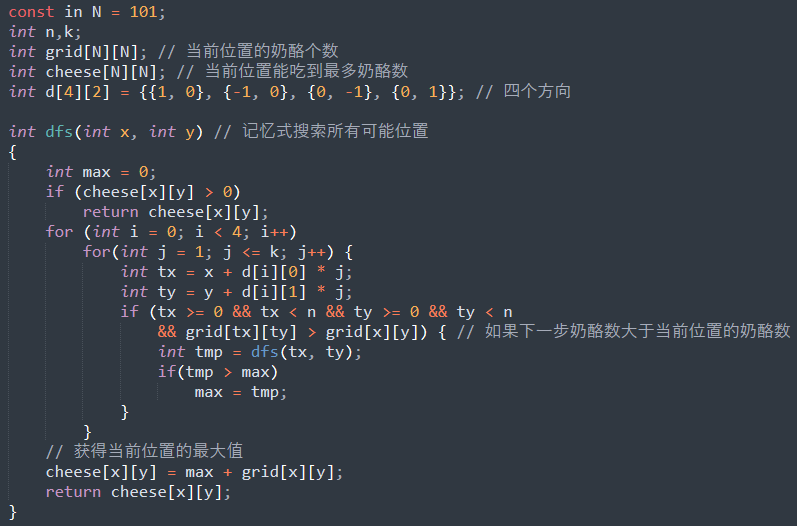 const in N = 101;
int n,k;
int grid[N][N]; // 当前位置的奶酪个数
int cheese[N][N]; // 当前位置能吃到最多奶酪数
int d[4][2] = {{1, 0}, {-1, 0}, {0, -1}, {0, 1}}; // 四个方向

int dfs(int x, int y) // 记忆式搜索所有可能位置
{
    int max = 0;
    if (cheese[x][y] > 0)
        return cheese[x][y];
    for (int i = 0; i < 4; i++)
        for(int j = 1; j <= k; j++) {
            int tx = x + d[i][0] * j;
            int ty = y + d[i][1] * j;
            if (tx >= 0 && tx < n && ty >= 0 && ty < n
                && grid[tx][ty] > grid[x][y]) { // 如果下一步奶酪数大于当前位置的奶酪数
                int tmp = dfs(tx, ty);
                if(tmp > max)
                    max = tmp;
            }
        }
    // 获得当前位置的最大值
    cheese[x][y] = max + grid[x][y];
    return cheese[x][y];
}